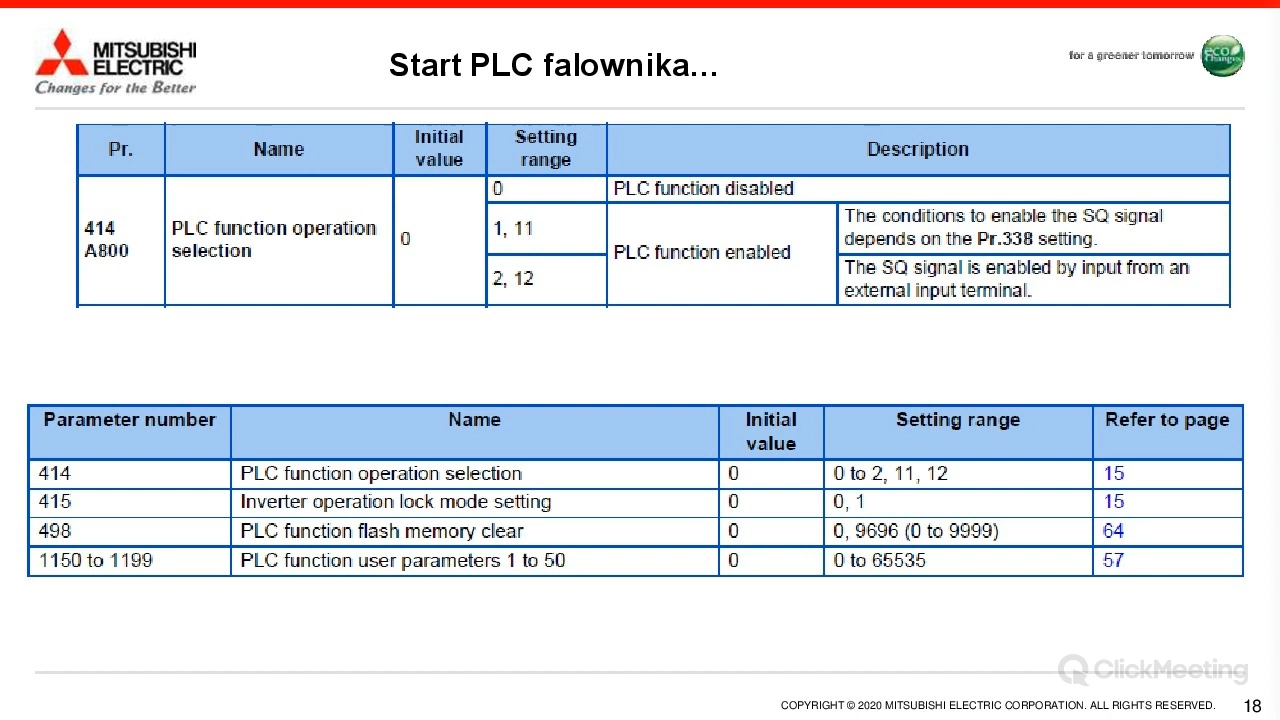 MITSUBISHI
ELECTRIC
Changes for the Better
Start PLC falownika...
for a greener tomorrow
eco
Changes
Pr.
Name
Initial
value
Setting
range
Description
414
A800
PLC function operation
selection
0
0
PLC function disabled
1, 11
PLC function enabled
The conditions to enable the SQ signal
depends on the Pr.338 setting.
2, 12
The SQ signal is enabled by input from an
external input terminal.
Parameter number
Name
Initial
value
Setting range
Refer to page
414 PLC function operation selection 0 0 to 2, 11, 12 15
415 Inverter operation lock mode setting 0 0, 1 15
498 PLC function flash memory clear 0 0, 9696 (0 to 9999) 64
1150 to 1199 PLC function user parameters 1 to 50 0 0 to 65535 57
ClickMeeting
COPYRIGHT © 2020 MITSUBISHI ELECTRIC CORPORATION. ALL RIGHTS RESERVED. 18